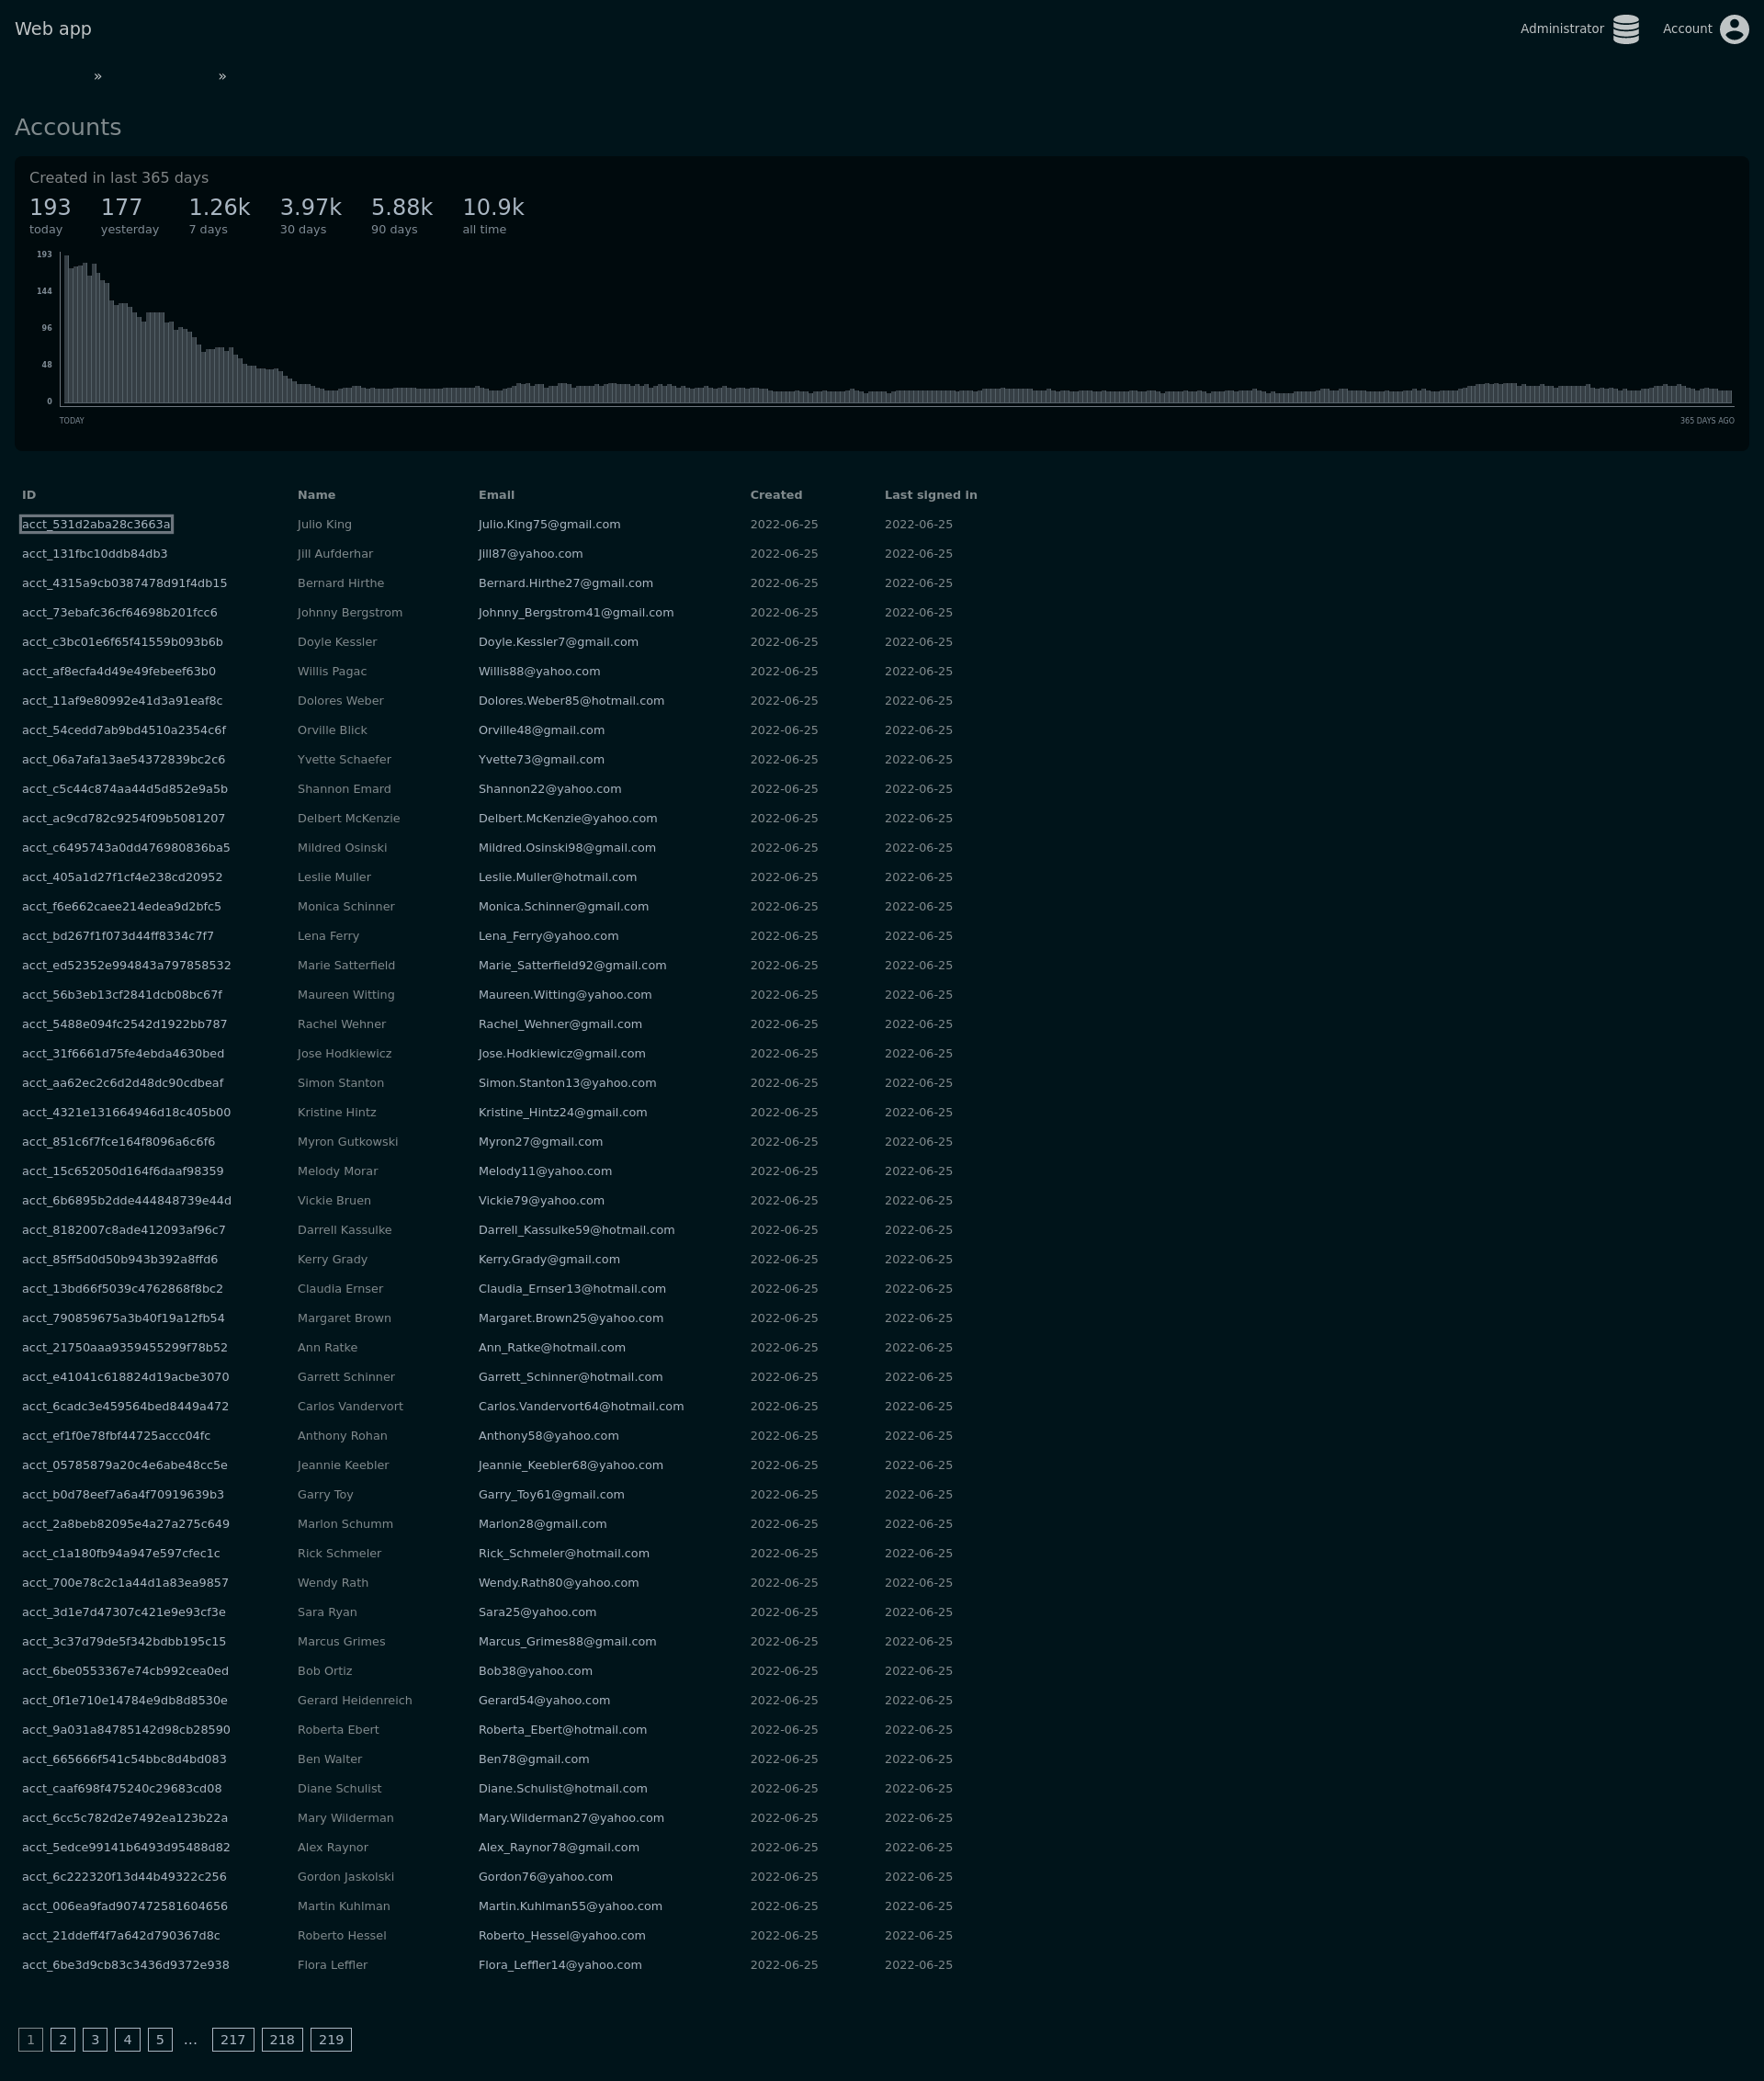 Web app Administrator Account
» »
Accounts
Created in last 365 days
193 177 1.26k 3.97k 5.88k 10.9k
today yesterday 7 days 30 days 90 days all time
193
144
96
48
0
TODAY 365 DAYS AGO
ID Name Email Created Last signed in
acct_531d2aba28c3663a Julio King Julio.King75@gmail.com 2022-06-25 2022-06-25
acct_131fbc10ddb84db3 Jill Aufderhar Jill87@yahoo.com 2022-06-25 2022-06-25
acct_4315a9cb0387478d91f4db15 Bernard Hirthe Bernard.Hirthe27@gmail.com 2022-06-25 2022-06-25
acct_73ebafc36cf64698b201fcc6 Johnny Bergstrom Johnny_Bergstrom41@gmail.com 2022-06-25 2022-06-25
acct_c3bc01e6f65f41559b093b6b Doyle Kessler Doyle.Kessler7@gmail.com 2022-06-25 2022-06-25
acct_af8ecfa4d49e49febeef63b0 Willis Pagac Willis88@yahoo.com 2022-06-25 2022-06-25
acct_11af9e80992e41d3a91eaf8c Dolores Weber Dolores.Weber85@hotmail.com 2022-06-25 2022-06-25
acct_54cedd7ab9bd4510a2354c6f Orville Blick Orville48@gmail.com 2022-06-25 2022-06-25
acct_06a7afa13ae54372839bc2c6 Yvette Schaefer Yvette73@gmail.com 2022-06-25 2022-06-25
acct_c5c44c874aa44d5d852e9a5b Shannon Emard Shannon22@yahoo.com 2022-06-25 2022-06-25
acct_ac9cd782c9254f09b5081207 Delbert McKenzie Delbert.McKenzie@yahoo.com 2022-06-25 2022-06-25
acct_c6495743a0dd476980836ba5 Mildred Osinski Mildred.Osinski98@gmail.com 2022-06-25 2022-06-25
acct_405a1d27f1cf4e238cd20952 Leslie Muller Leslie.Muller@hotmail.com 2022-06-25 2022-06-25
acct_f6e662caee214edea9d2bfc5 Monica Schinner Monica.Schinner@gmail.com 2022-06-25 2022-06-25
acct_bd267f1f073d44ff8334c7f7 Lena Ferry Lena_Ferry@yahoo.com 2022-06-25 2022-06-25
acct_ed52352e994843a797858532 Marie Satterfield Marie_Satterfield92@gmail.com 2022-06-25 2022-06-25
acct_56b3eb13cf2841dcb08bc67f Maureen Witting Maureen.Witting@yahoo.com 2022-06-25 2022-06-25
acct_5488e094fc2542d1922bb787 Rachel Wehner Rachel_Wehner@gmail.com 2022-06-25 2022-06-25
acct_31f6661d75fe4ebda4630bed Jose Hodkiewicz Jose.Hodkiewicz@gmail.com 2022-06-25 2022-06-25
acct_aa62ec2c6d2d48dc90cdbeaf Simon Stanton Simon.Stanton13@yahoo.com 2022-06-25 2022-06-25
acct_4321e131664946d18c405b00 Kristine Hintz Kristine_Hintz24@gmail.com 2022-06-25 2022-06-25
acct_851c6f7fce164f8096a6c6f6 Myron Gutkowski Myron27@gmail.com 2022-06-25 2022-06-25
acct_15c652050d164f6daaf98359 Melody Morar Melody11@yahoo.com 2022-06-25 2022-06-25
acct_6b6895b2dde444848739e44d Vickie Bruen Vickie79@yahoo.com 2022-06-25 2022-06-25
acct_8182007c8ade412093af96c7 Darrell Kassulke Darrell_Kassulke59@hotmail.com 2022-06-25 2022-06-25
acct_85ff5d0d50b943b392a8ffd6 Kerry Grady Kerry.Grady@gmail.com 2022-06-25 2022-06-25
acct_13bd66f5039c4762868f8bc2 Claudia Ernser Claudia_Ernser13@hotmail.com 2022-06-25 2022-06-25
acct_790859675a3b40f19a12fb54 Margaret Brown Margaret.Brown25@yahoo.com 2022-06-25 2022-06-25
acct_21750aaa9359455299f78b52 Ann Ratke Ann_Ratke@hotmail.com 2022-06-25 2022-06-25
acct_e41041c618824d19acbe3070 Garrett Schinner Garrett_Schinner@hotmail.com 2022-06-25 2022-06-25
acct_6cadc3e459564bed8449a472 Carlos Vandervort Carlos.Vandervort64@hotmail.com 2022-06-25 2022-06-25
acct_ef1f0e78fbf44725accc04fc Anthony Rohan Anthony58@yahoo.com 2022-06-25 2022-06-25
acct_05785879a20c4e6abe48cc5e Jeannie Keebler Jeannie_Keebler68@yahoo.com 2022-06-25 2022-06-25
acct_b0d78eef7a6a4f70919639b3 Garry Toy Garry_Toy61@gmail.com 2022-06-25 2022-06-25
acct_2a8beb82095e4a27a275c649 Marlon Schumm Marlon28@gmail.com 2022-06-25 2022-06-25
acct_c1a180fb94a947e597cfec1c Rick Schmeler Rick_Schmeler@hotmail.com 2022-06-25 2022-06-25
acct_700e78c2c1a44d1a83ea9857 Wendy Rath Wendy.Rath80@yahoo.com 2022-06-25 2022-06-25
acct_3d1e7d47307c421e9e93cf3e Sara Ryan Sara25@yahoo.com 2022-06-25 2022-06-25
acct_3c37d79de5f342bdbb195c15 Marcus Grimes Marcus_Grimes88@gmail.com 2022-06-25 2022-06-25
acct_6be0553367e74cb992cea0ed Bob Ortiz Bob38@yahoo.com 2022-06-25 2022-06-25
acct_0f1e710e14784e9db8d8530e Gerard Heidenreich Gerard54@yahoo.com 2022-06-25 2022-06-25
acct_9a031a84785142d98cb28590 Roberta Ebert Roberta_Ebert@hotmail.com 2022-06-25 2022-06-25
acct_665666f541c54bbc8d4bd083 Ben Walter Ben78@gmail.com 2022-06-25 2022-06-25
acct_caaf698f475240c29683cd08 Diane Schulist Diane.Schulist@hotmail.com 2022-06-25 2022-06-25
acct_6cc5c782d2e7492ea123b22a Mary Wilderman Mary.Wilderman27@yahoo.com 2022-06-25 2022-06-25
acct_5edce99141b6493d95488d82 Alex Raynor Alex_Raynor78@gmail.com 2022-06-25 2022-06-25
acct_6c222320f13d44b49322c256 Gordon Jaskolski Gordon76@yahoo.com 2022-06-25 2022-06-25
acct_006ea9fad907472581604656 Martin Kuhlman Martin.Kuhlman55@yahoo.com 2022-06-25 2022-06-25
acct_21ddeff4f7a642d790367d8c Roberto Hessel Roberto_Hessel@yahoo.com 2022-06-25 2022-06-25
acct_6be3d9cb83c3436d9372e938 Flora Leffler Flora_Leffler14@yahoo.com 2022-06-25 2022-06-25
1 2 3 4 5 … 217 218 219